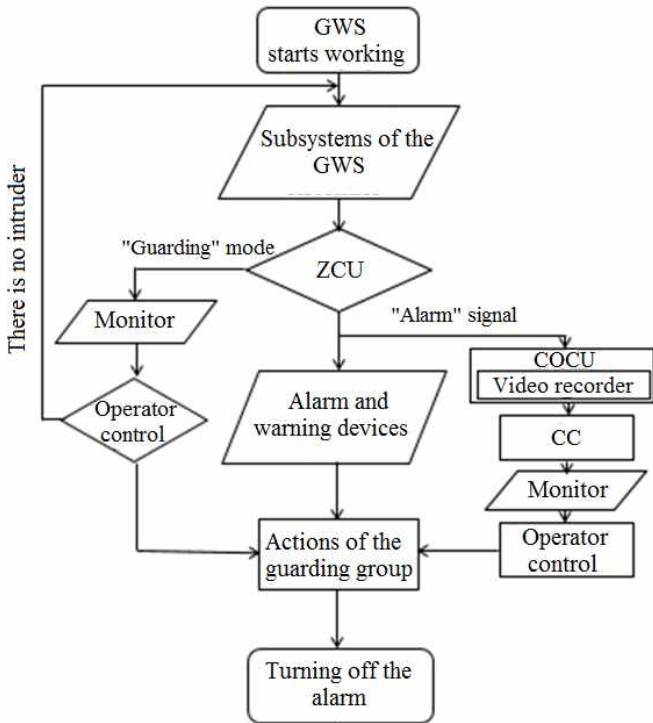 GWS
starts working
Subsystems of the
GWS
There is no intruder
"Guarding" mode
ZCU
Monitor
"Alarm" signal
COCU
Video recorder
Operator
control
Alarm and
warning devices
CC
Monitor
Actions of the
guarding group
Operator
control
Turning off the
alarm